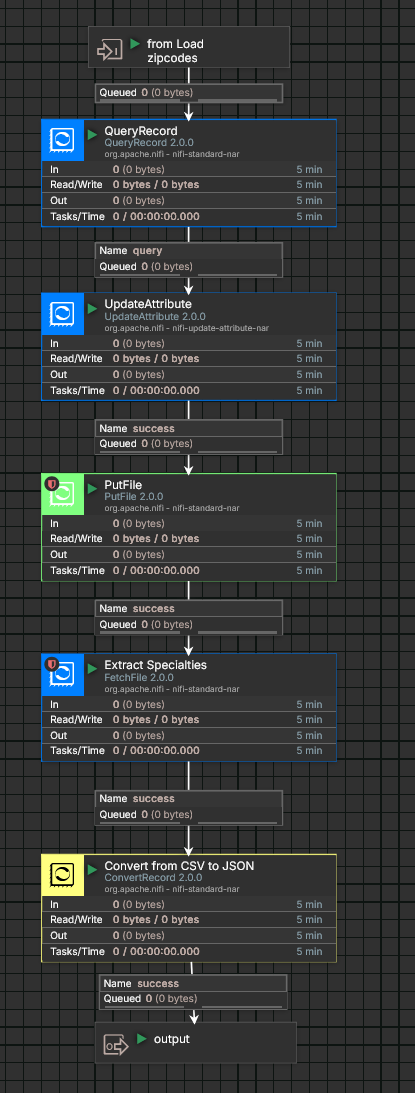 from Load
zipcodes
Queued 0 (0 bytes)
QueryRecord
QueryRecord 2.0.0
org.apache.nifi - nifi-standard-nar
In 0 (0 bytes) 5 min
Read/Write 0 bytes / 0 bytes 5 min
Out 0 (0 bytes) 5 min
Tasks/Time 0 / 00:00:00.000 5 min
Name query
Queued 0 (0 bytes)
UpdateAttribute
UpdateAttribute 2.0.0
org.apache.nifi - nifi-update-attribute-nar
In 0 (0 bytes) 5 min
Read/Write 0 bytes / 0 bytes 5 min
Out 0 (0 bytes) 5 min
Tasks/Time 0 / 00:00:00.000 5 min
Name success
Queued 0 (0 bytes)
PutFile
PutFile 2.0.0
org.apache.nifi - nifi-standard-nar
In 0 (0 bytes) 5 min
Read/Write 0 bytes / 0 bytes 5 min
Out 0 (0 bytes) 5 min
Tasks/Time 0 / 00:00:00.000 5 min
Name success
Queued 0 (0 bytes)
Extract Specialties
FetchFile 2.0.0
org.apache.nifi - nifi-standard-nar
In 0 (0 bytes) 5 min
Read/Write 0 bytes / 0 bytes 5 min
Out 0 (0 bytes) 5 min
Tasks/Time 0 / 00:00:00.000 5 min
Name success
Queued 0 (0 bytes)
Convert from CSV to JSON
ConvertRecord 2.0.0
org.apache.nifi - nifi-standard-nar
In 0 (0 bytes) 5 min
Read/Write 0 bytes / 0 bytes 5 min
Out 0 (0 bytes) 5 min
Tasks/Time 0 / 00:00:00.000 5 min
Name success
Queued 0 (0 bytes)
output